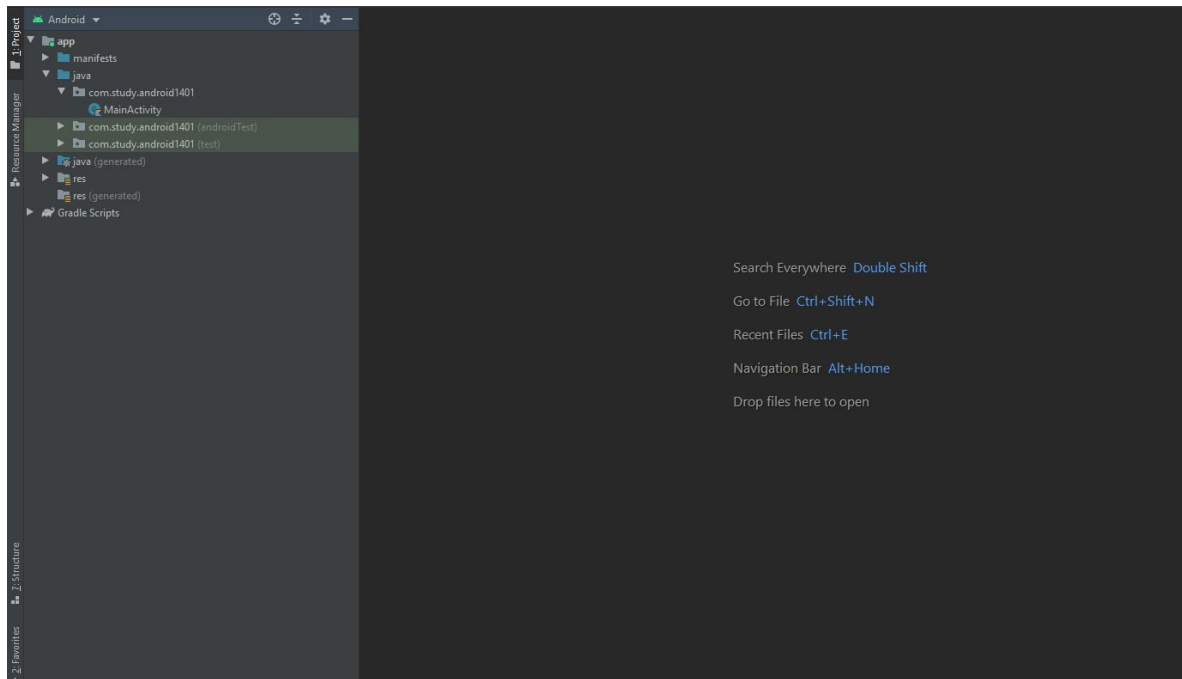 1: Project
Resource Manager
7: Structure
2: Favorites
Android
app
manifests
java
com.study.android1401
MainActivity
com.study.android1401 (androidTest)
com.study.android1401 (test)
java (generated)
res
res (generated)
Gradle Scripts
Search Everywhere Double Shift
Go to File Ctrl+Shift+N
Recent Files Ctrl+E
Navigation Bar Alt+Home
Drop files here to open